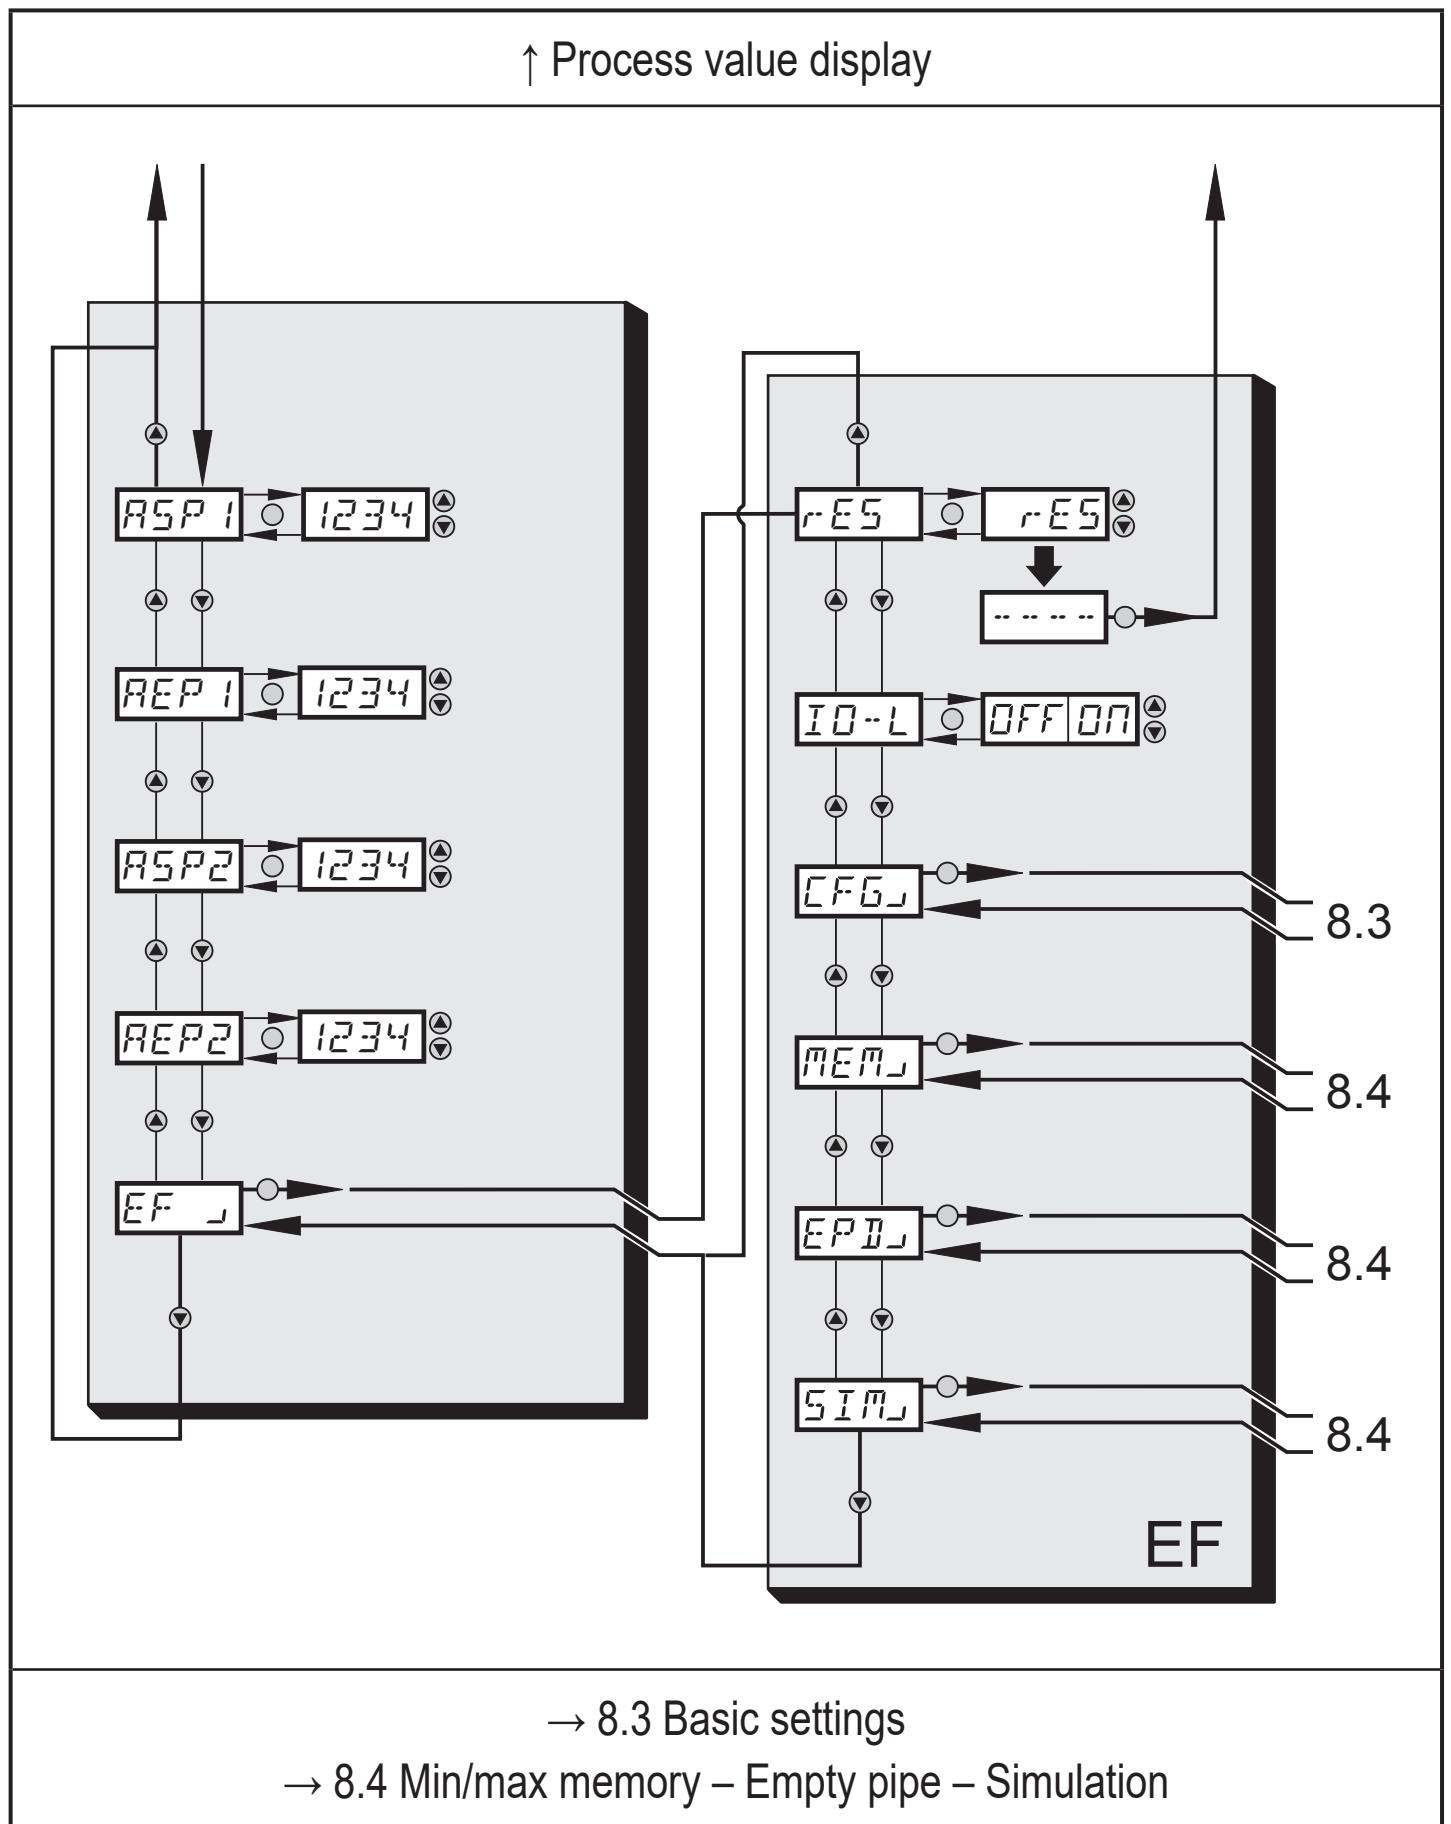 ↑ Process value display
ASP1 1234
AEP1 1234
ASP2 1234
AEP2 1234
EF ┘
rES rES
----
IO-L OFF ON
CFG┘ 8.3
MEM┘ 8.4
EPD┘ 8.4
SIM┘ 8.4
EF
→ 8.3 Basic settings
→ 8.4 Min/max memory – Empty pipe – Simulation